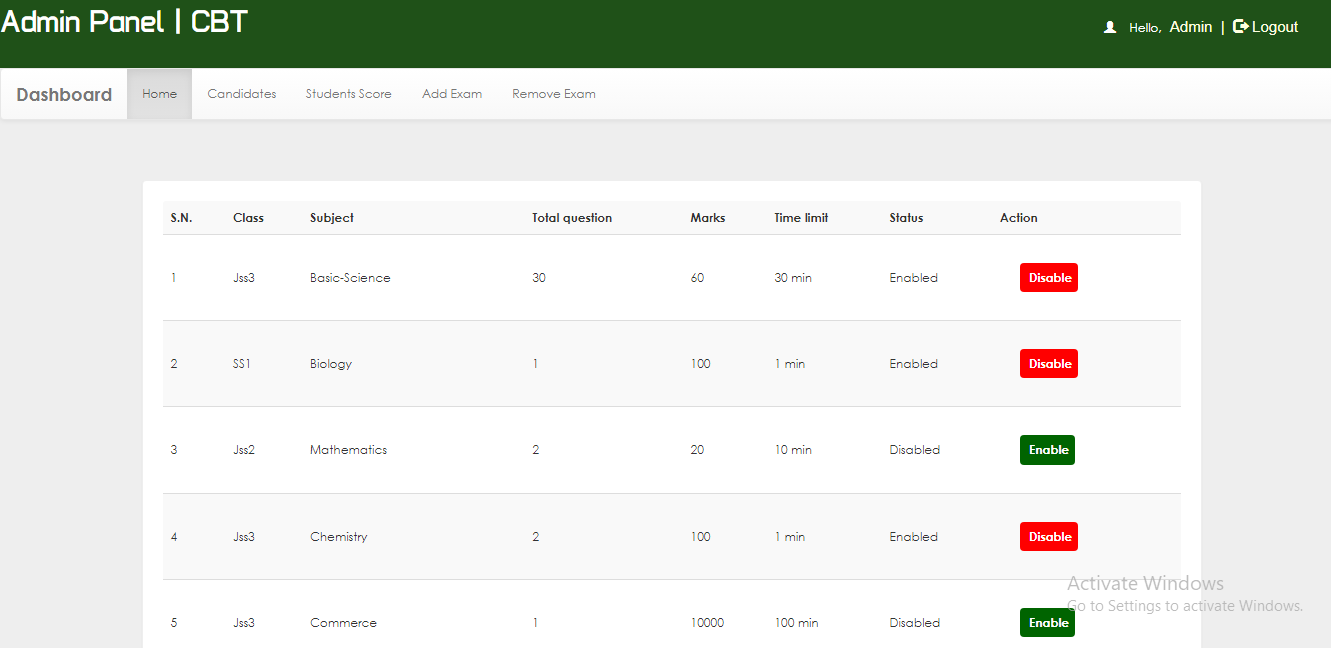 Admin Panel | CBT
Hello, Admin | Logout
Dashboard Home Candidates Students Score Add Exam Remove Exam
S.N. Class Subject Total question Marks Time limit Status Action
1 Jss3 Basic-Science 30 60 30 min Enabled Disable
2 SS1 Biology 1 100 1 min Enabled Disable
3 Jss2 Mathematics 2 20 10 min Disabled Enable
4 Jss3 Chemistry 2 100 1 min Enabled Disable
Activate Windows
Go to Settings to activate Windows.
5 Jss3 Commerce 1 10000 100 min Disabled Enable